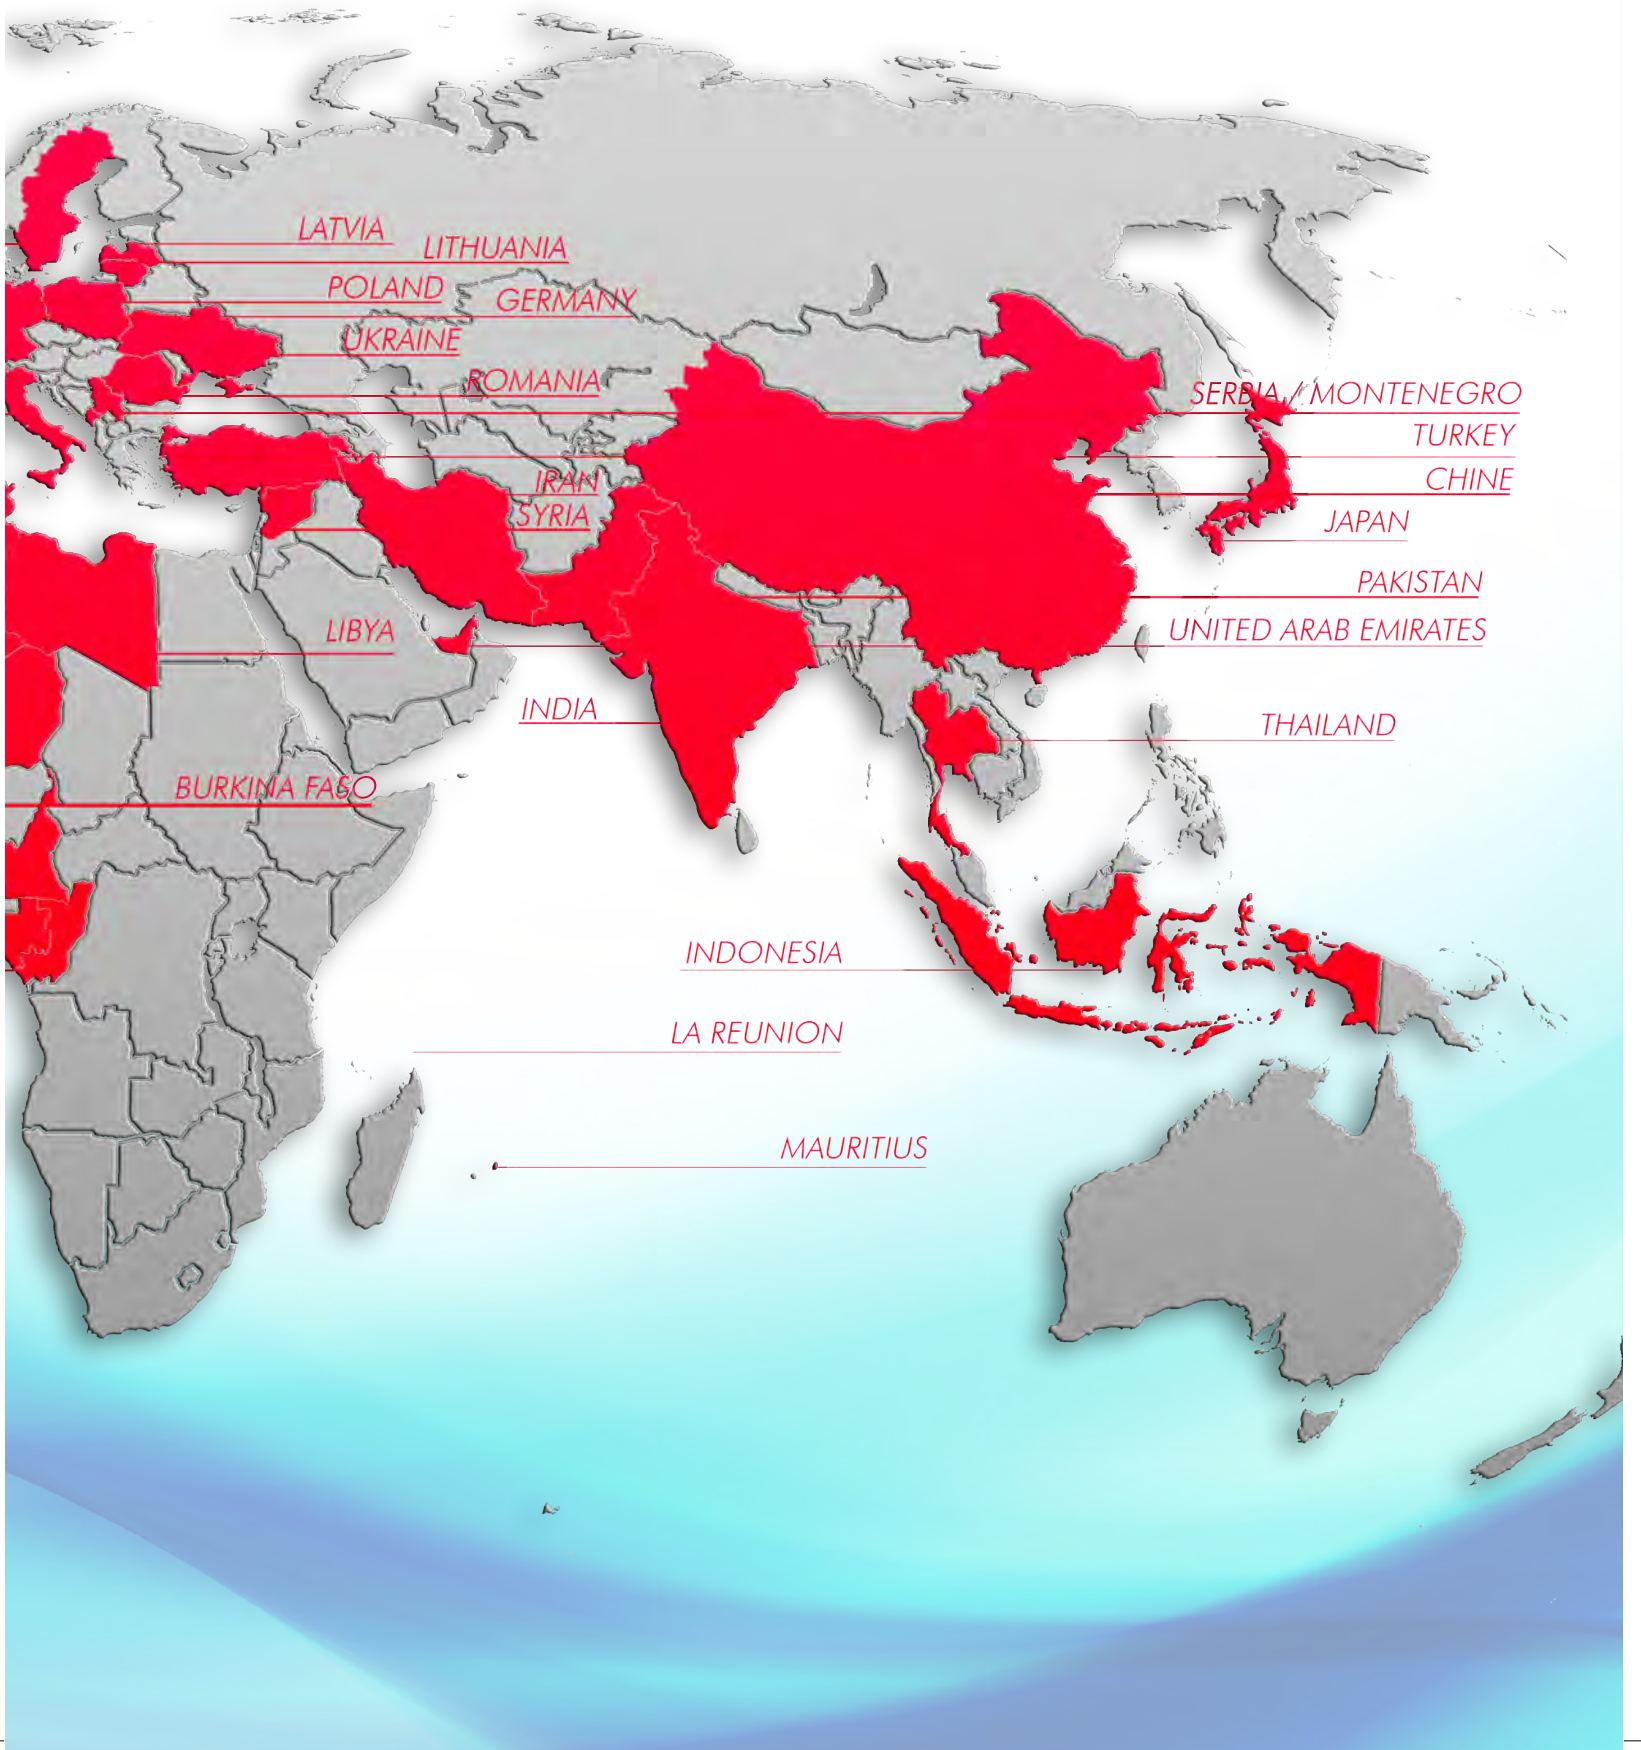 LATVIA
LITHUANIA
POLAND
GERMANY
UKRAINE
ROMANIA
SERBIA / MONTENEGRO
TURKEY
IRAN
CHINE
SYRIA
JAPAN
PAKISTAN
LIBYA
UNITED ARAB EMIRATES
INDIA
THAILAND
BURKINA FASO
INDONESIA
LA REUNION
MAURITIUS